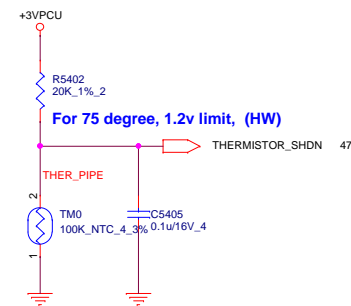 +3VPCU
R5402
20K_1%_2
For 75 degree, 1.2v limit, (HW)
THERMISTOR_SHDN 47
THER_PIPE
2
TM0
100K_NTC_4_3%
1
C5405
0.1u/16V_4